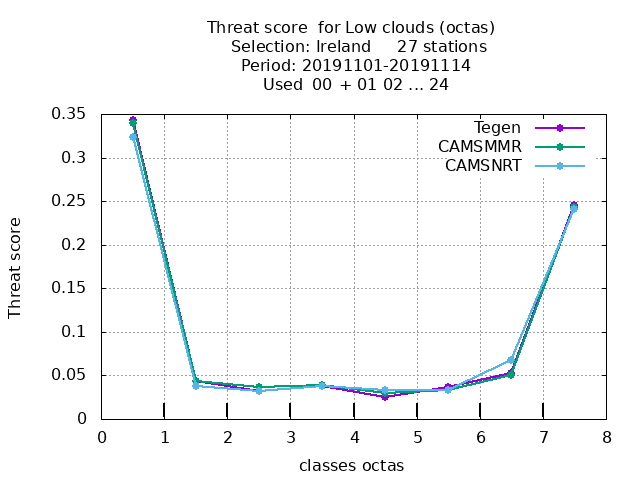 Threat score  for Low clouds (octas)
Selection: Ireland     27 stations
Period: 20191101-20191114
Used  00  + 01 02 ... 24
Tegen
CAMSMMR
CAMSNRT
0.35
0.3
0.25
0.2
0.15
0.1
0.05
0
Threat score
0 1 2 3 4 5 6 7 8
classes octas